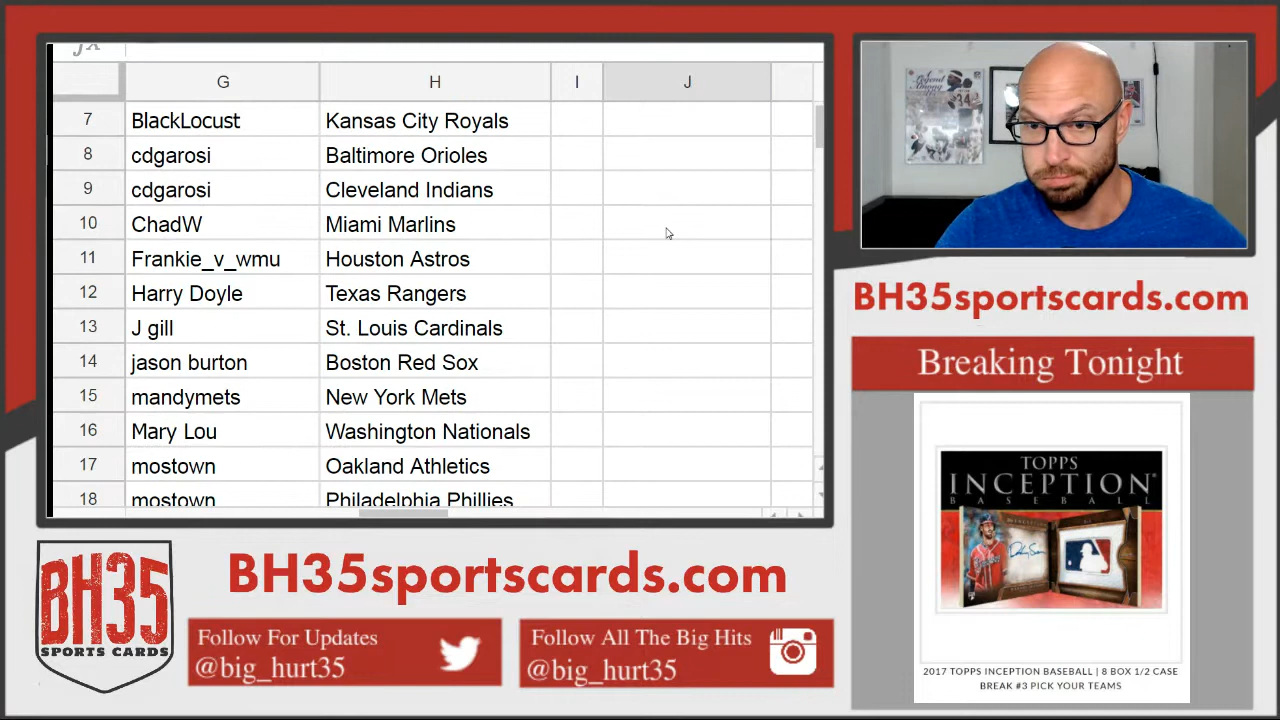 G H I J
7 BlackLocust Kansas City Royals
8 cdgarosi Baltimore Orioles
9 cdgarosi Cleveland Indians
10 ChadW Miami Marlins
11 Frankie_v_wmu Houston Astros
12 Harry Doyle Texas Rangers
13 J gill St. Louis Cardinals
14 jason burton Boston Red Sox
15 mandymets New York Mets
16 Mary Lou Washington Nationals
17 mostown Oakland Athletics
18 mostown Philadelphia Phillies
34
BH35sportscards.com
Breaking Tonight
TOPPS
INCEPTION
BASEBALL
2017 TOPPS INCEPTION BASEBALL | 8 BOX 1/2 CASE
BREAK #3 PICK YOUR TEAMS
BH35
SPORTS CARDS
BH35sportscards.com
Follow For Updates
@big_hurt35
Follow All The Big Hits
@big_hurt35